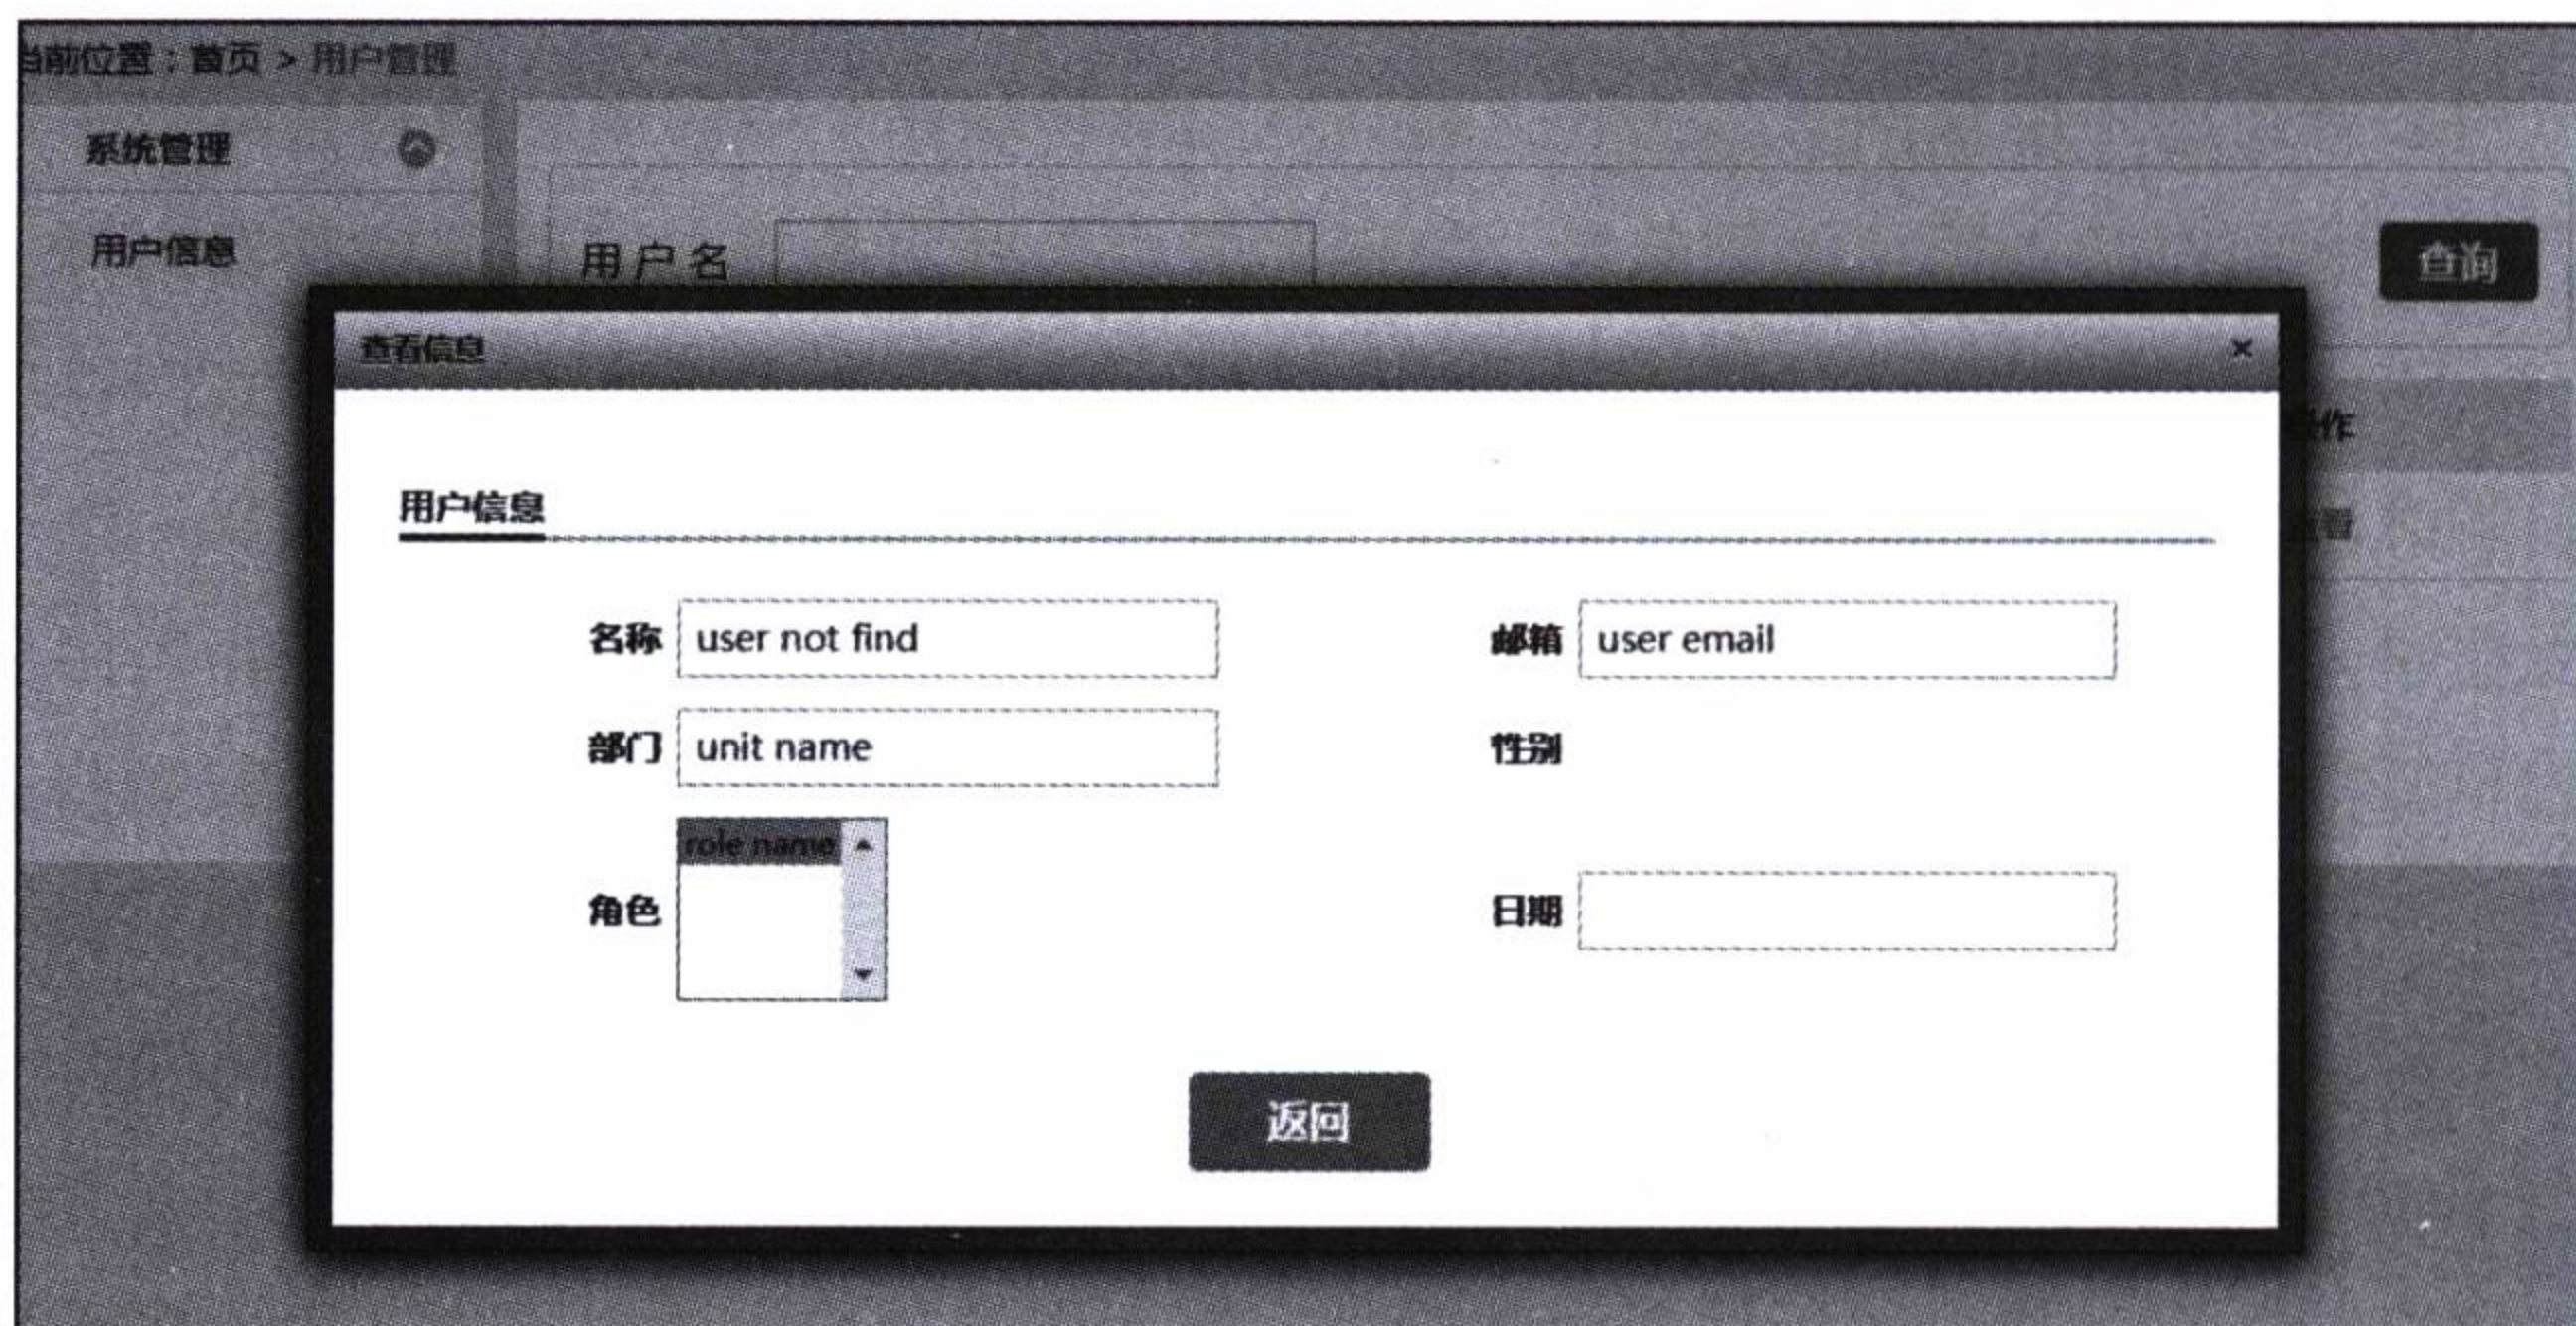 当前位置：首页 > 用户管理
系统管理
用户信息
用户名
查询
查看信息
×
作
看
用户信息
名称 user not find
邮箱 user email
部门 unit name
性别
角色 role name
日期
返回